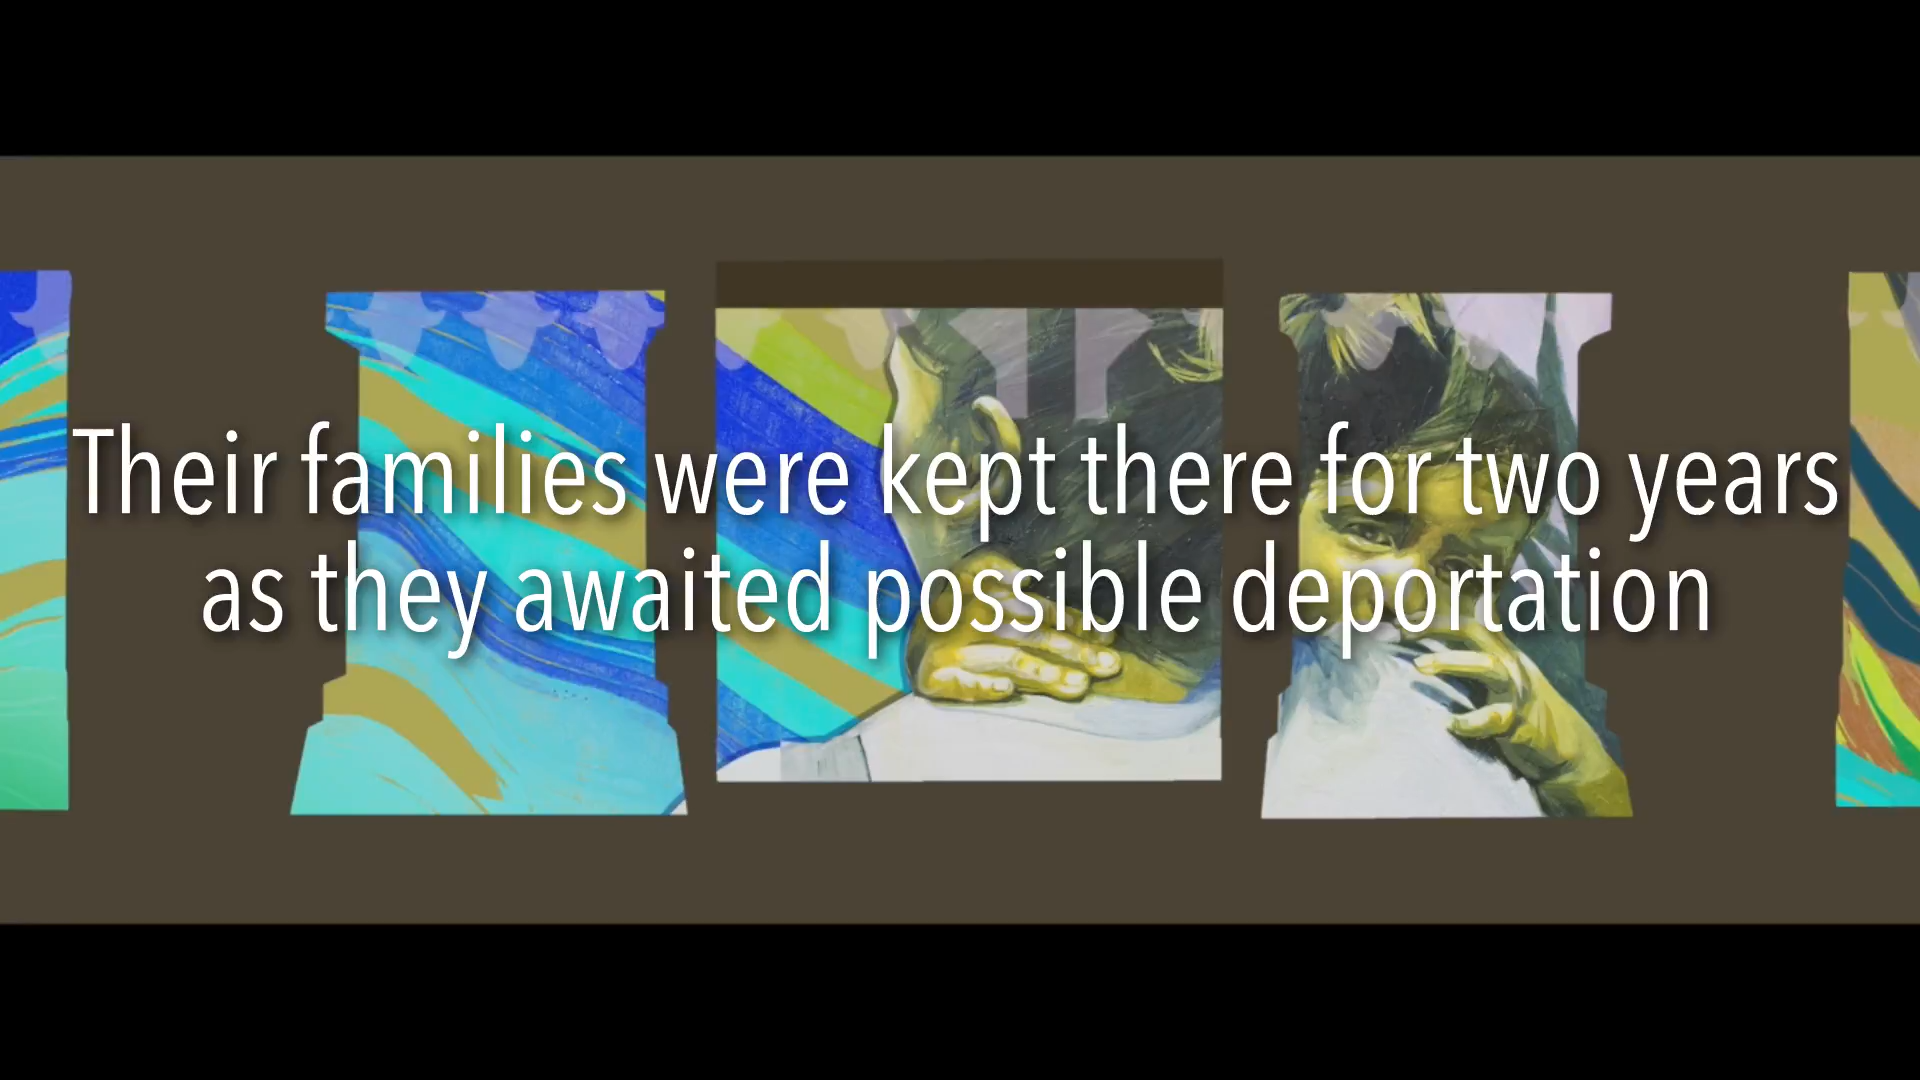 Their families were kept there for two years
as they awaited possible deportation